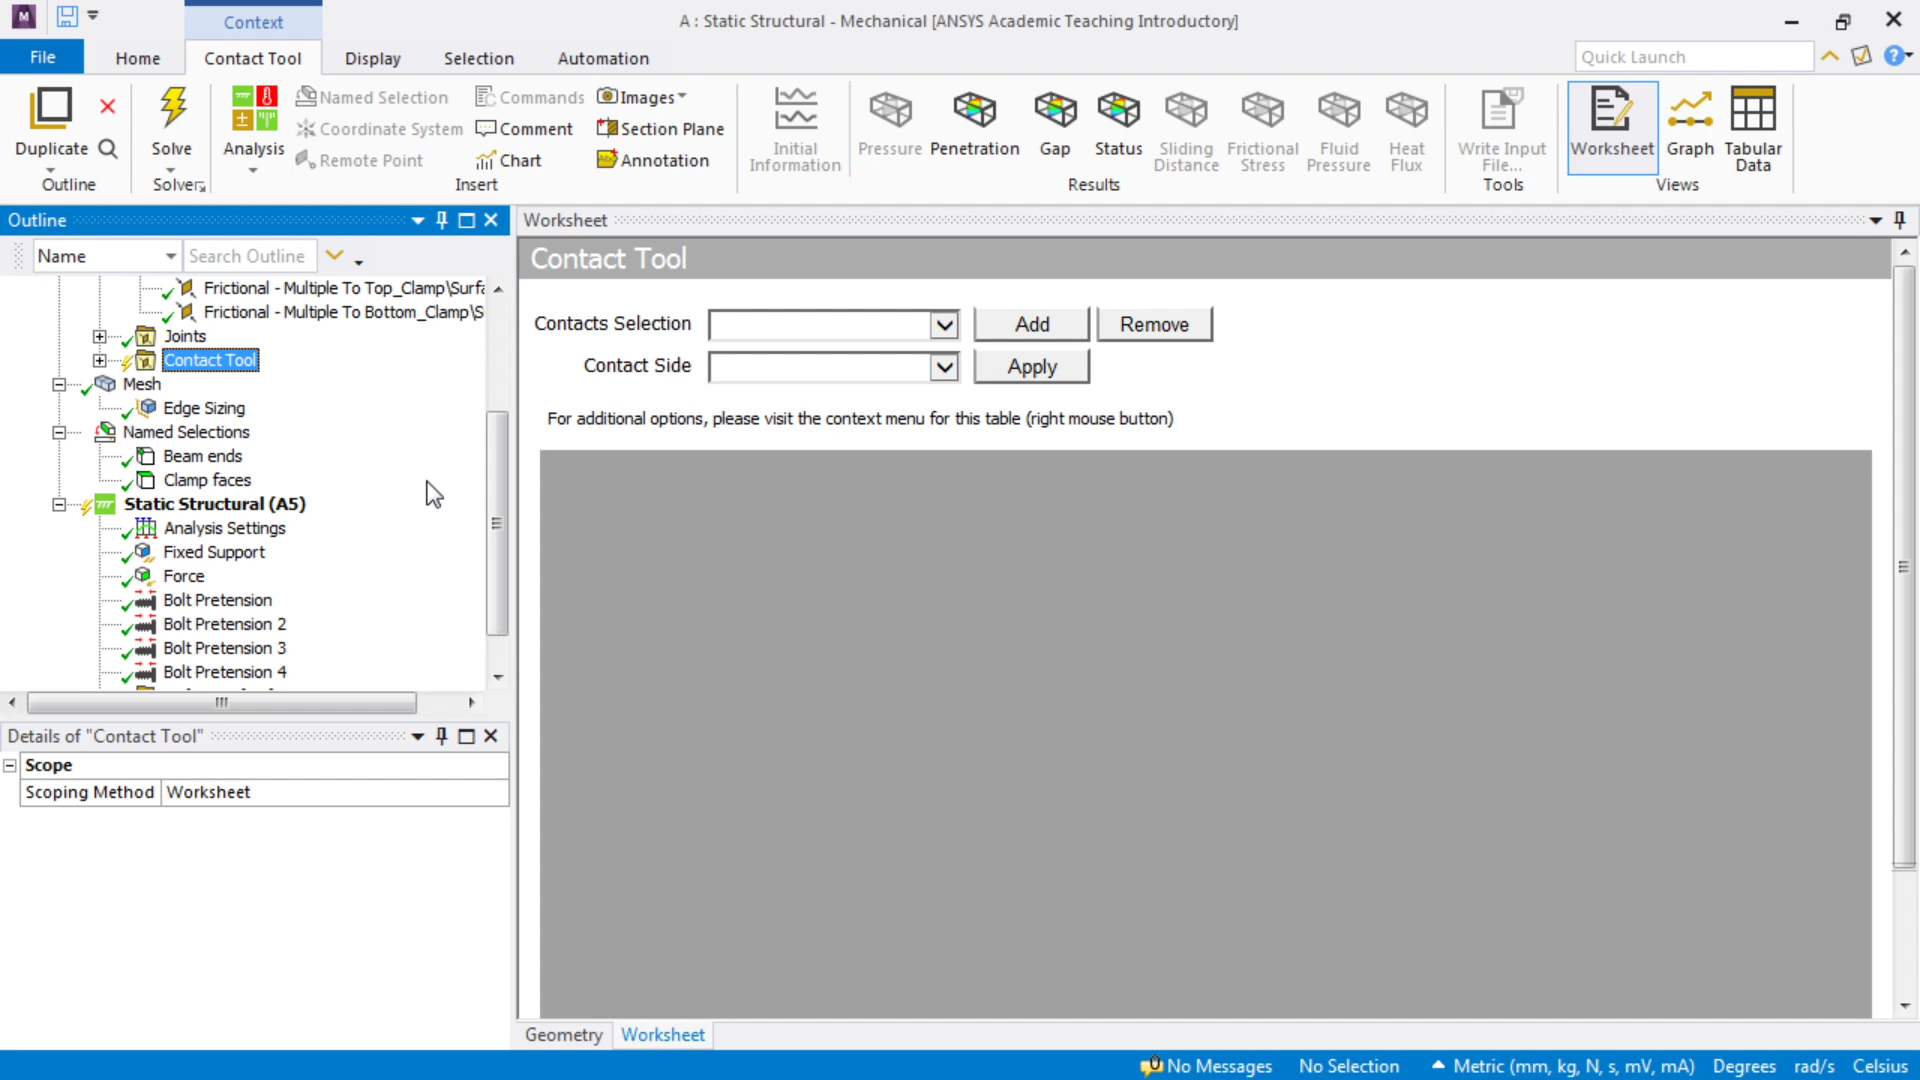 M
Context
A : Static Structural - Mechanical [ANSYS Academic Teaching Introductory]
File
Home
Contact Tool
Display
Selection
Automation
Quick Launch
Duplicate
Outline
Solve
Solver
Analysis
Named Selection
Coordinate System
Remote Point
Commands
Comment
Chart
Images
Section Plane
Annotation
Insert
Initial
Information
Pressure
Penetration
Gap
Status
Sliding
Distance
Frictional
Stress
Fluid
Pressure
Heat
Flux
Results
Write Input
File...
Tools
Worksheet
Graph
Tabular
Data
Views
Outline
Name
Search Outline
Frictional - Multiple To Top_Clamp\Surfa
Frictional - Multiple To Bottom_Clamp\S
Joints
Contact Tool
Mesh
Edge Sizing
Named Selections
Beam ends
Clamp faces
Static Structural (A5)
Analysis Settings
Fixed Support
Force
Bolt Pretension
Bolt Pretension 2
Bolt Pretension 3
Bolt Pretension 4
Details of "Contact Tool"
Scope
Scoping Method Worksheet
Worksheet
Contact Tool
Contacts Selection
Add
Remove
Contact Side
Apply
For additional options, please visit the context menu for this table (right mouse button)
Geometry
Worksheet
0 No Messages
No Selection
Metric (mm, kg, N, s, mV, mA)
Degrees
rad/s
Celsius